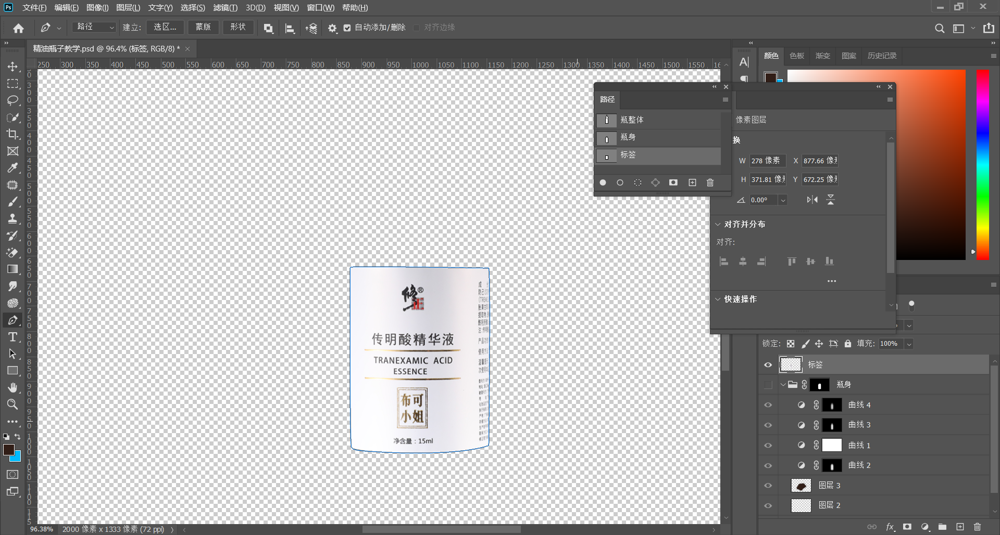 Ps 文件(F) 编辑(E) 图像(I) 图层(L) 文字(Y) 选择(S) 滤镜(T) 3D(D) 视图(V) 窗口(W) 帮助(H)
路径 建立: 选区... 蒙版 形状 自动添加/删除 对齐边缘
精油瓶子教学.psd @ 96.4% (标签, RGB/8) * ×
250 300 350 400 450 500 550 600 650 700 750 800 850 900 950 1000 1050 1100 1150 1200 1250 1300 1350 1400 1450 1500 1550
颜色 色板 渐变 图案 历史记录
路径
瓶整体
瓶身
标签
像素图层
换
W 278 像素 X 877.66 像
H 371.81 像 Y 672.25 像
0.00°
对齐并分布
对齐:
快速操作
修®
传明酸精华液
TRANEXAMIC ACID
ESSENCE
布可
小姐
净含量：15ml
锁定: 填充: 100%
标签
瓶身
曲线 4
曲线 3
曲线 1
曲线 2
图层 3
图层 2
fx
96.38% 2000 像素 x 1333 像素 (72 ppi)